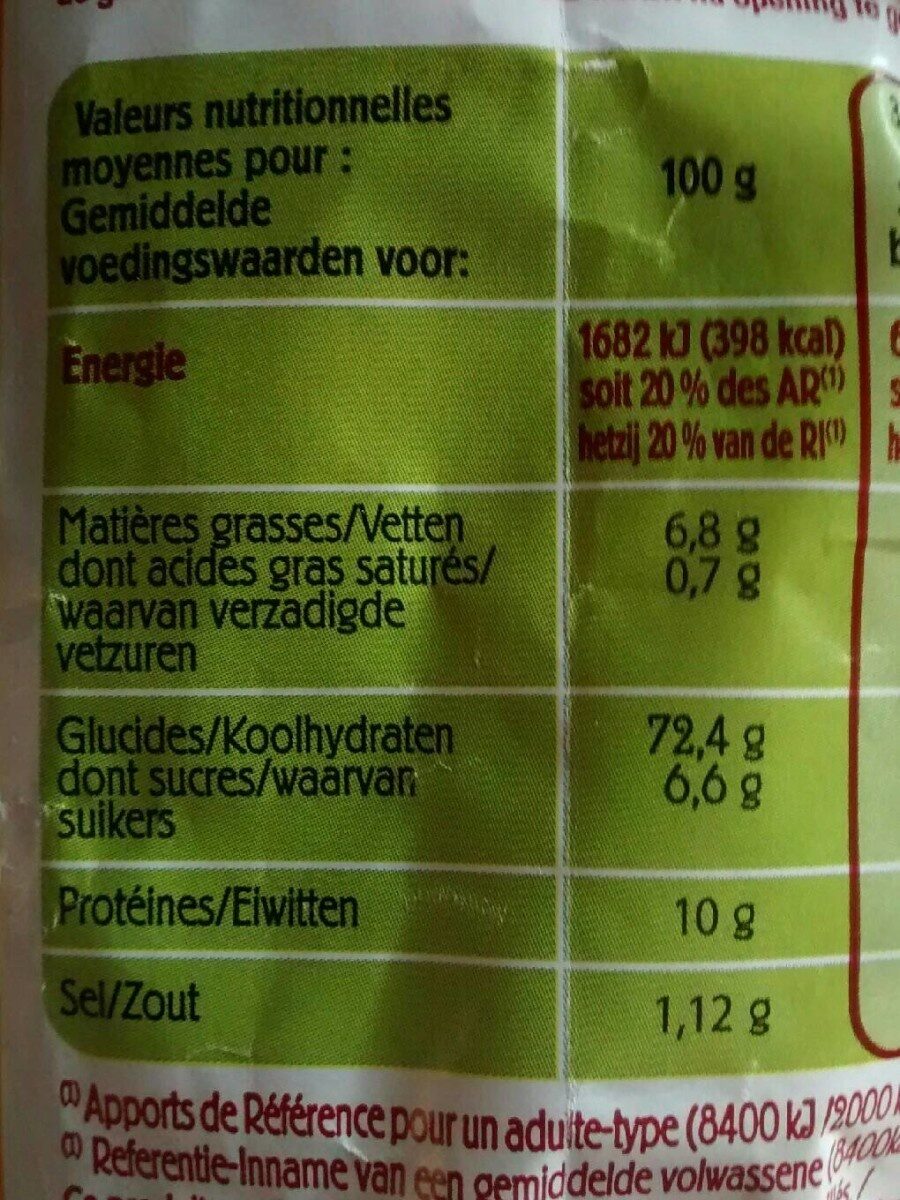 Valeurs nutritionnelles
moyennes pour :
Gemiddelde
voedingswaarden voor:
100 g
Energie
1682 kJ (398 kcal)
soit 20 % des AR(1)
hetzij 20 % van de RI(1)
Matières grasses/Vetten
dont acides gras saturés/
waarvan verzadigde
vetzuren
6,8 g
0,7 g
Glucides/Koolhydraten
dont sucres/waarvan
suikers
72,4 g
6,6 g
Protéines/Eiwitten
10 g
Sel/Zout
1,12 g
(1) Apports de Référence pour un adulte-type (8400 kJ /2000
(1) Referentie-Inname van een gemiddelde volwassene (8400k